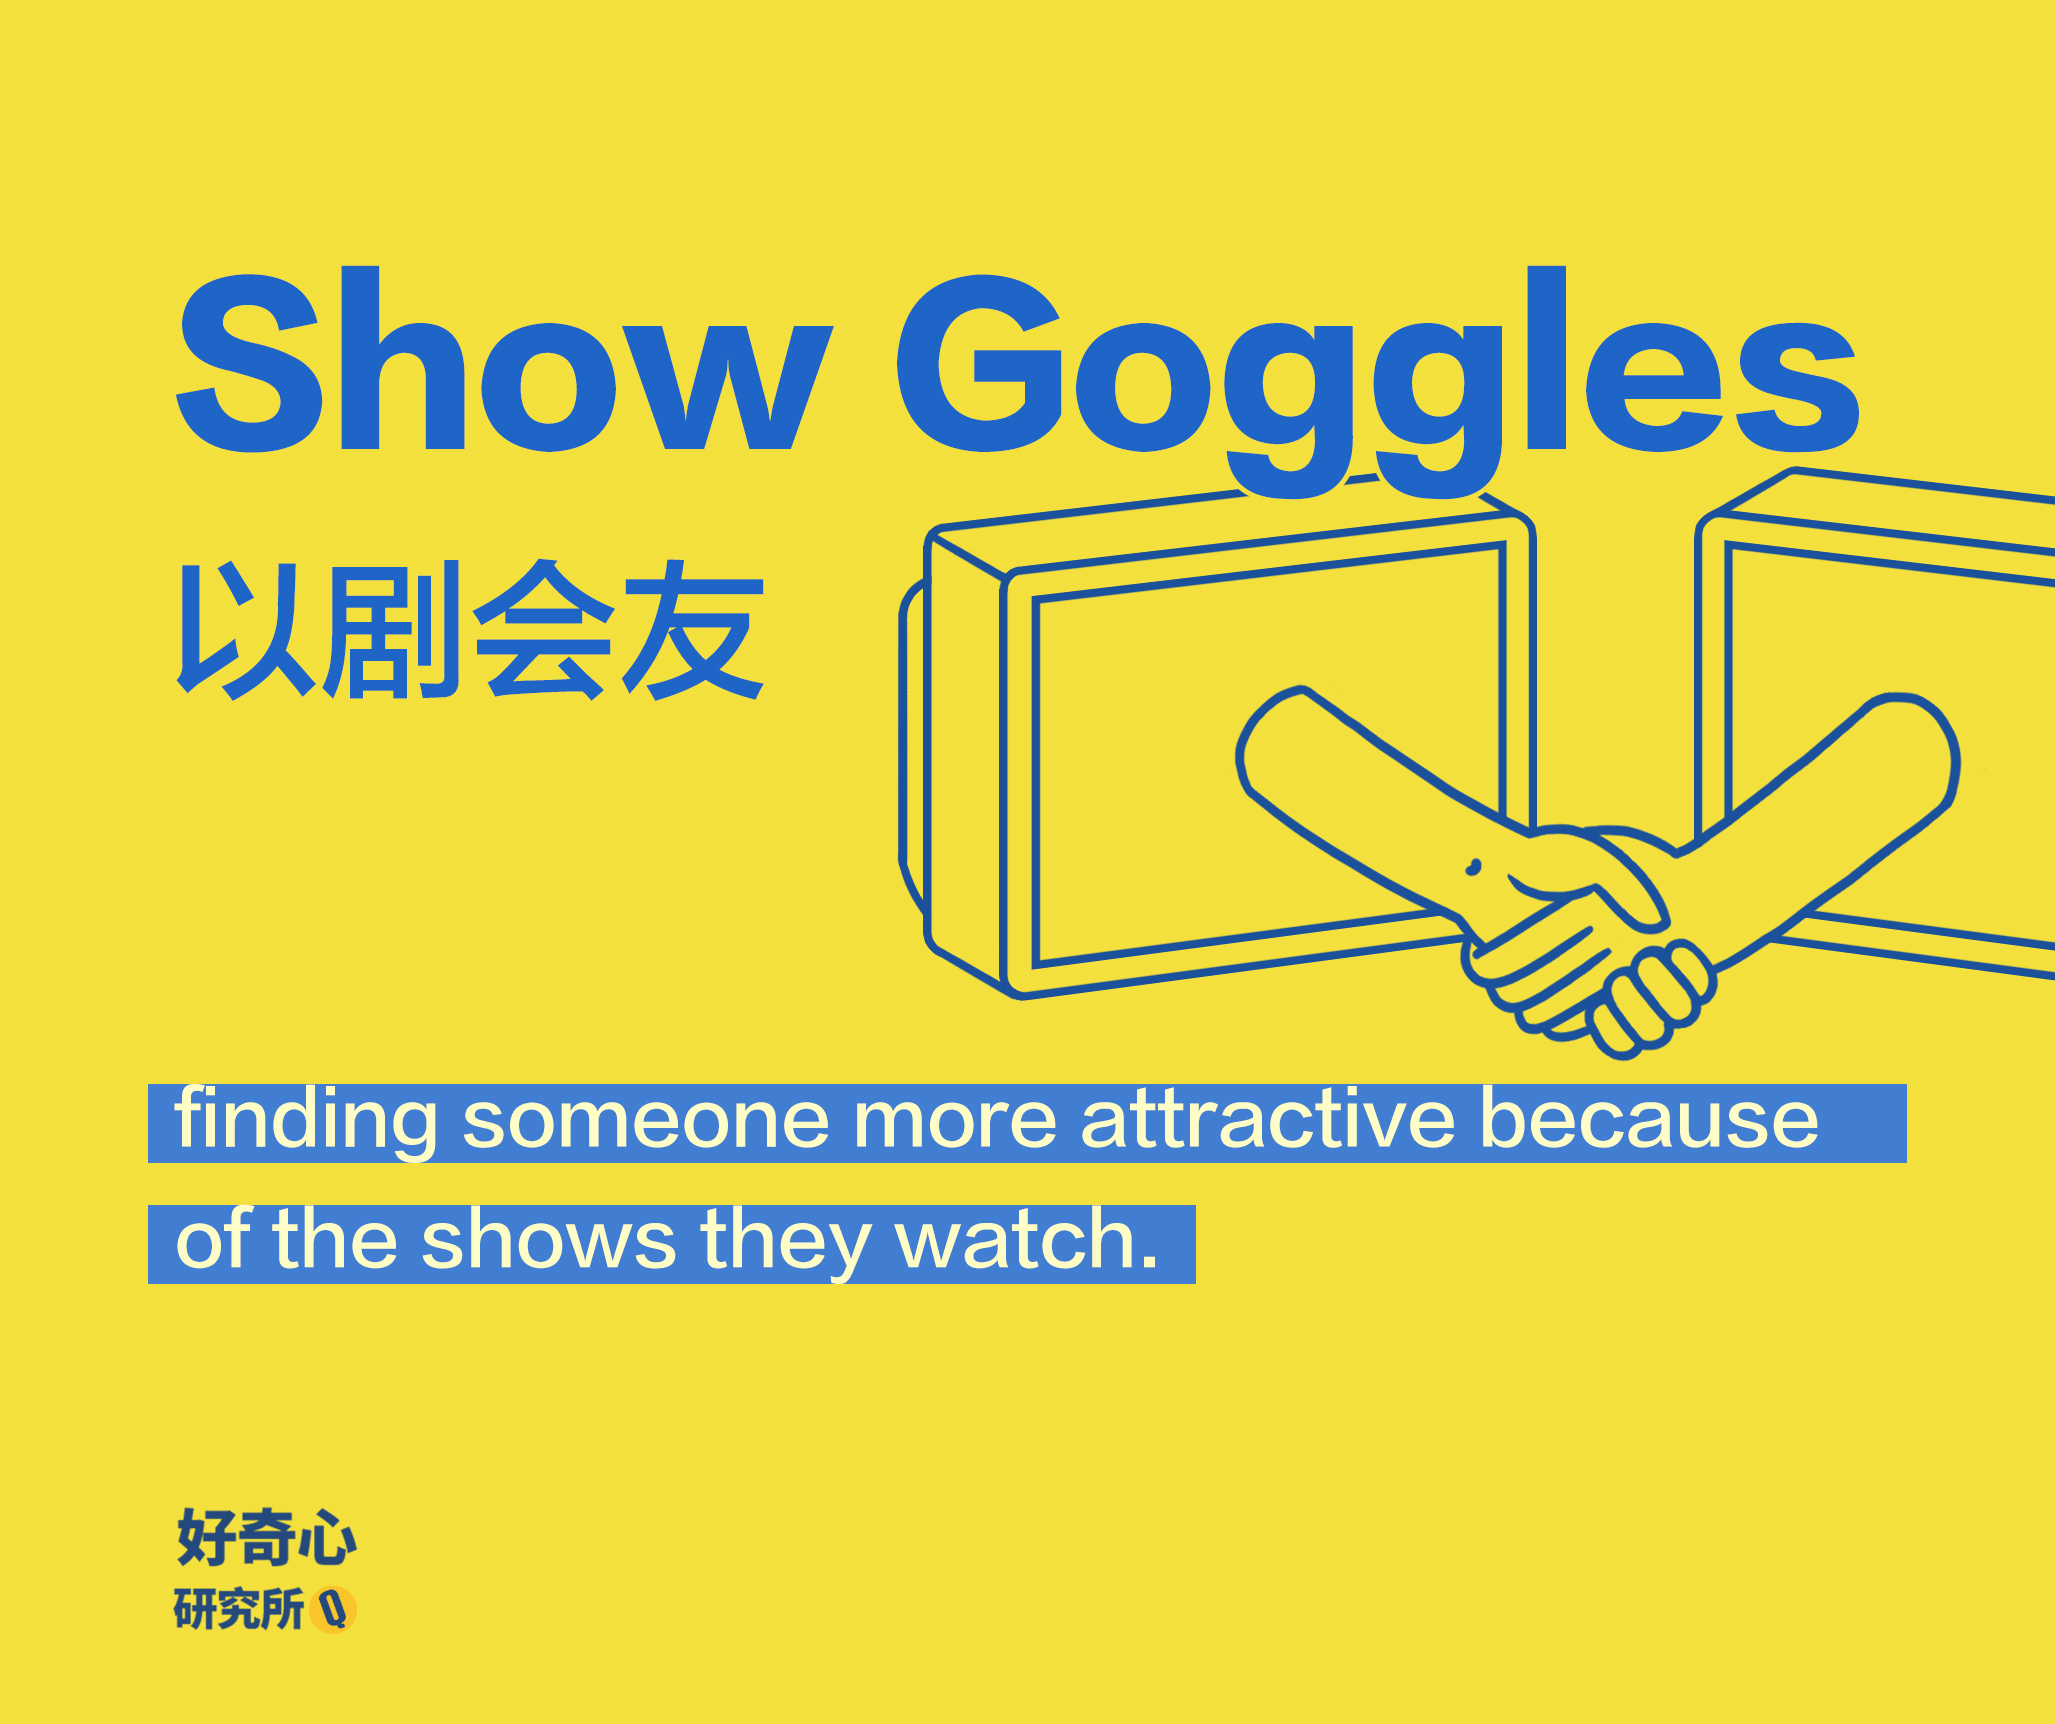 Show Goggles
以剧会友
finding someone more attractive because
of the shows they watch.
好奇心
研究所Q